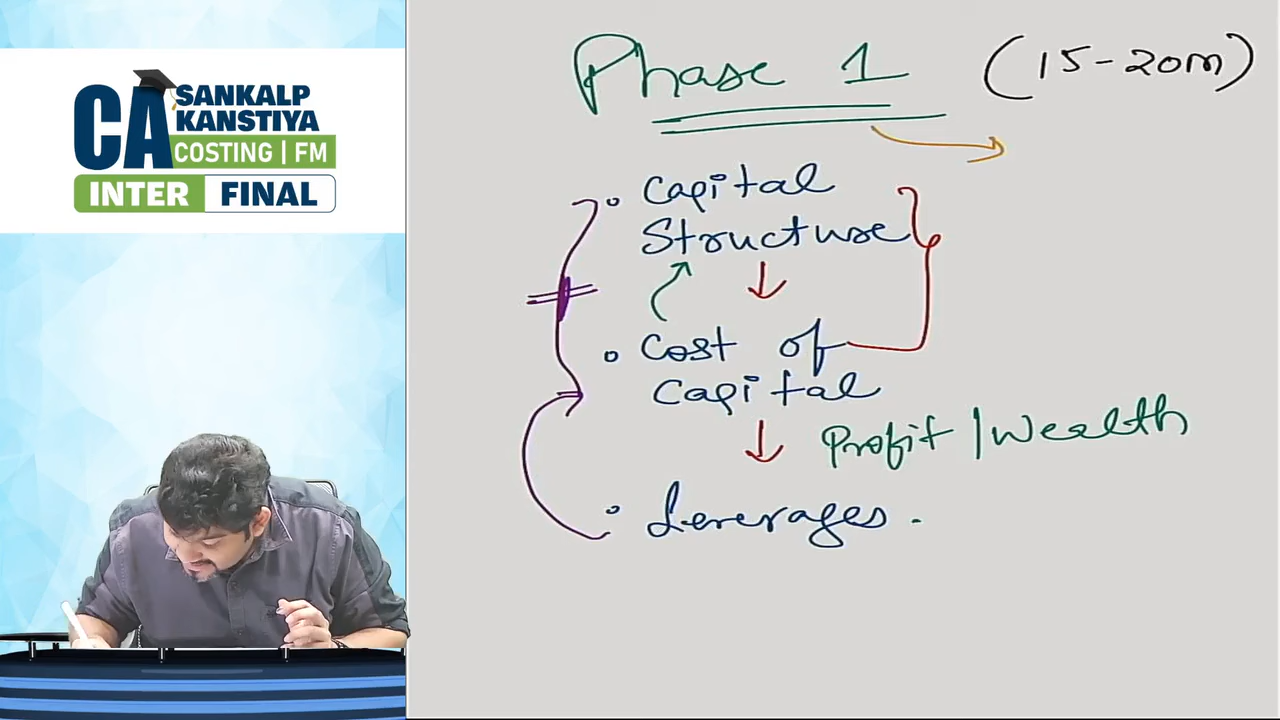 CA
SANKALP
KANSTIYA
COSTING | FM
INTER FINAL
Phase 1 (15-20m)
• Capital
Structure
• Cost of
Capital
Profit | Wealth
• Leverages.